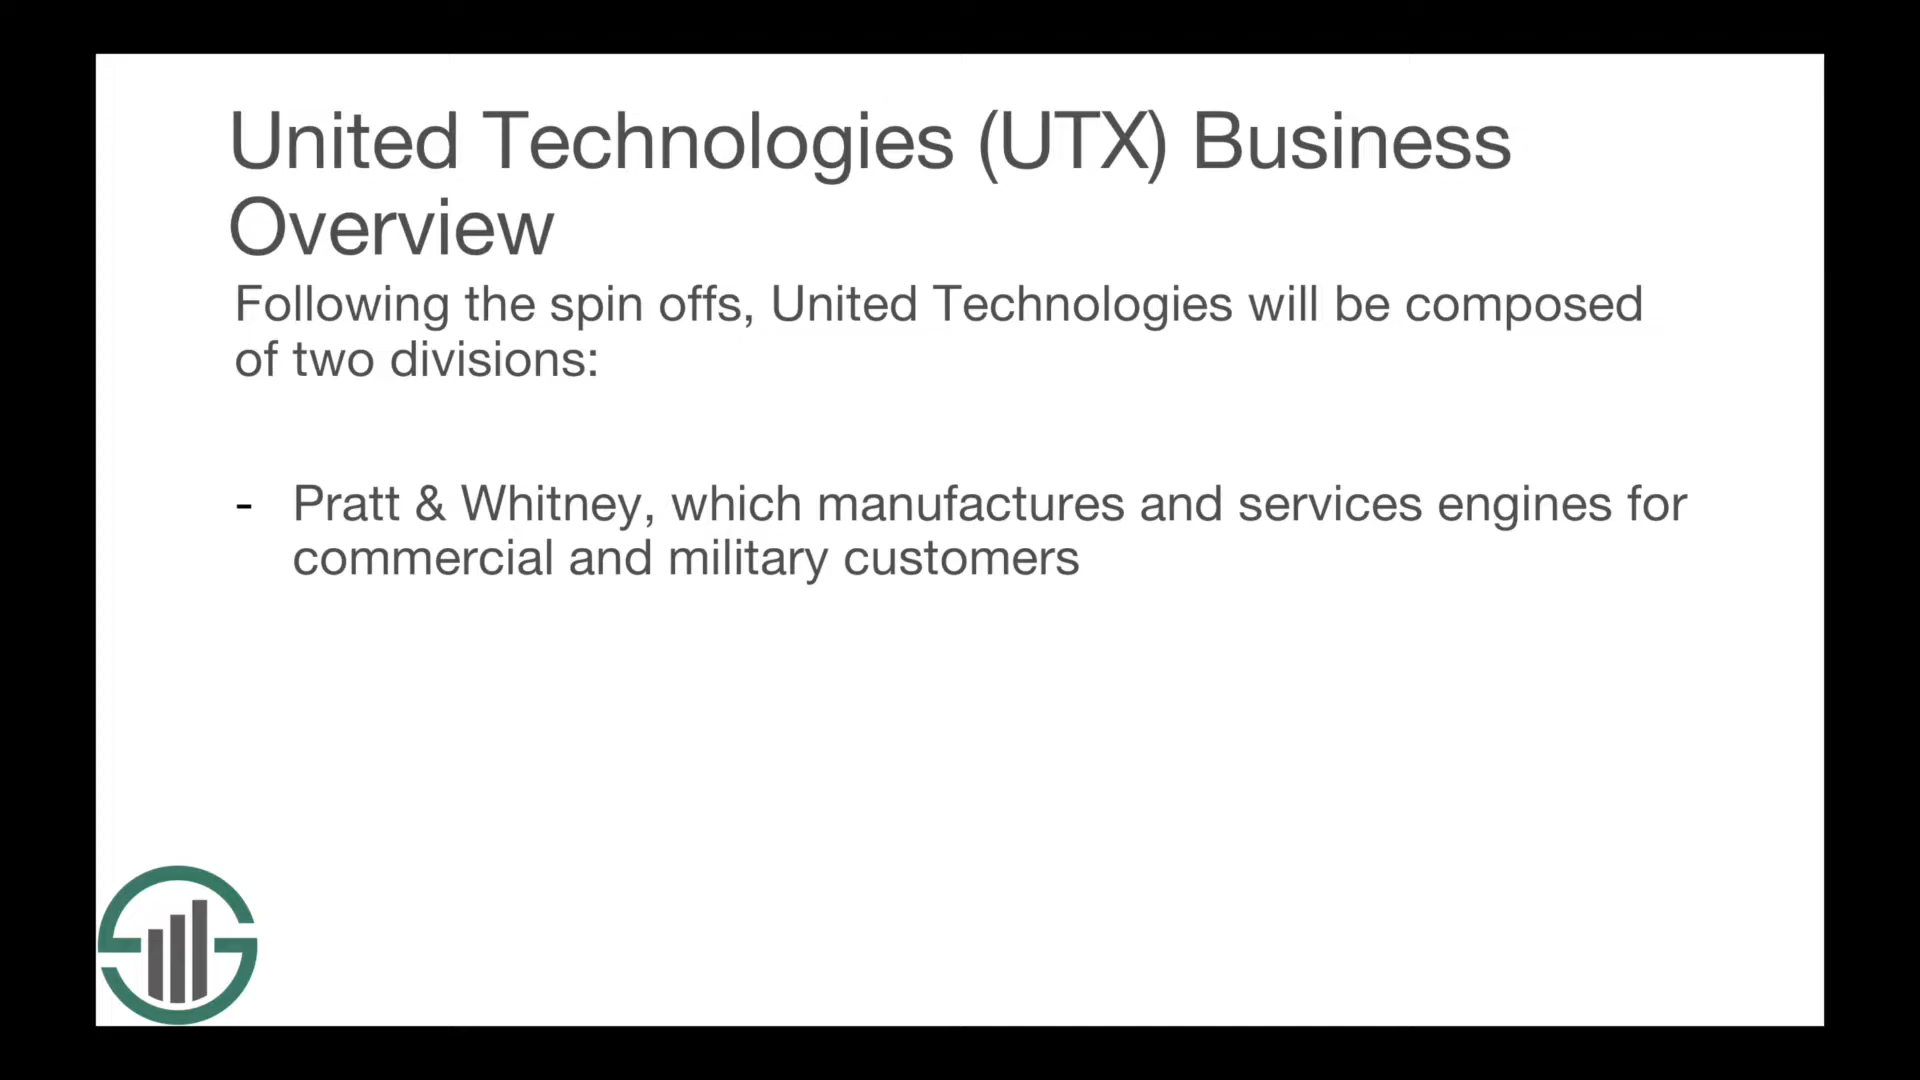 United Technologies (UTX) Business
Overview
Following the spin offs, United Technologies will be composed
of two divisions:
- Pratt & Whitney, which manufactures and services engines for
commercial and military customers